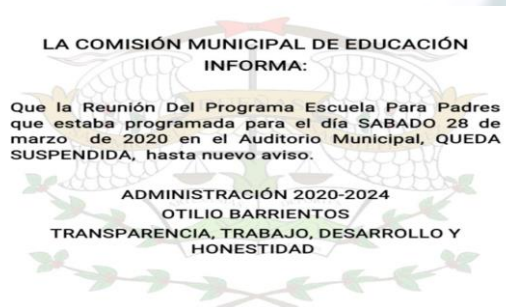 LA COMISIÓN MUNICIPAL DE EDUCACIÓN
INFORMA:
Que la Reunión Del Programa Escuela Para Padres
que estaba programada para el día SABADO 28 de
marzo de 2020 en el Auditorio Municipal, QUEDA
SUSPENDIDA, hasta nuevo aviso.
ADMINISTRACIÓN 2020-2024
OTILIO BARRIENTOS
TRANSPARENCIA, TRABAJO, DESARROLLO Y
HONESTIDAD